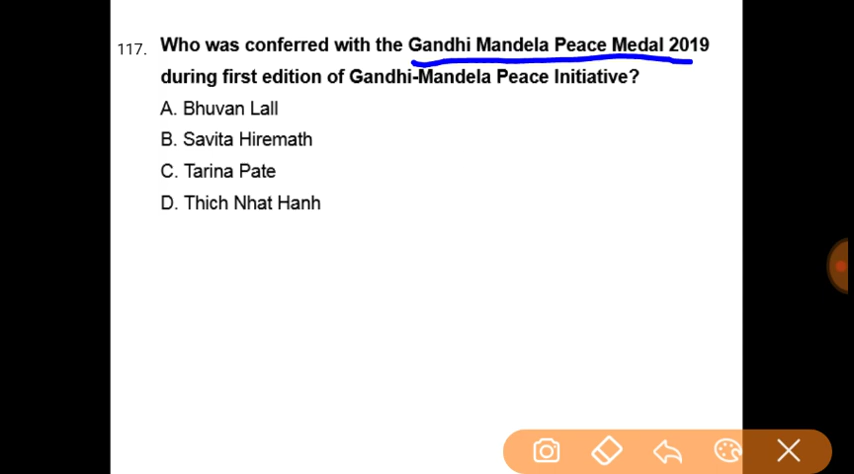 117. Who was conferred with the Gandhi Mandela Peace Medal 2019
during first edition of Gandhi-Mandela Peace Initiative?
A. Bhuvan Lall
B. Savita Hiremath
C. Tarina Pate
D. Thich Nhat Hanh